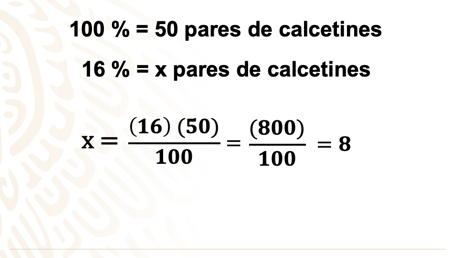 100 % = 50 pares de calcetines
16 % = x pares de calcetines
x = (16) (50) / 100 = (800) / 100 = 8